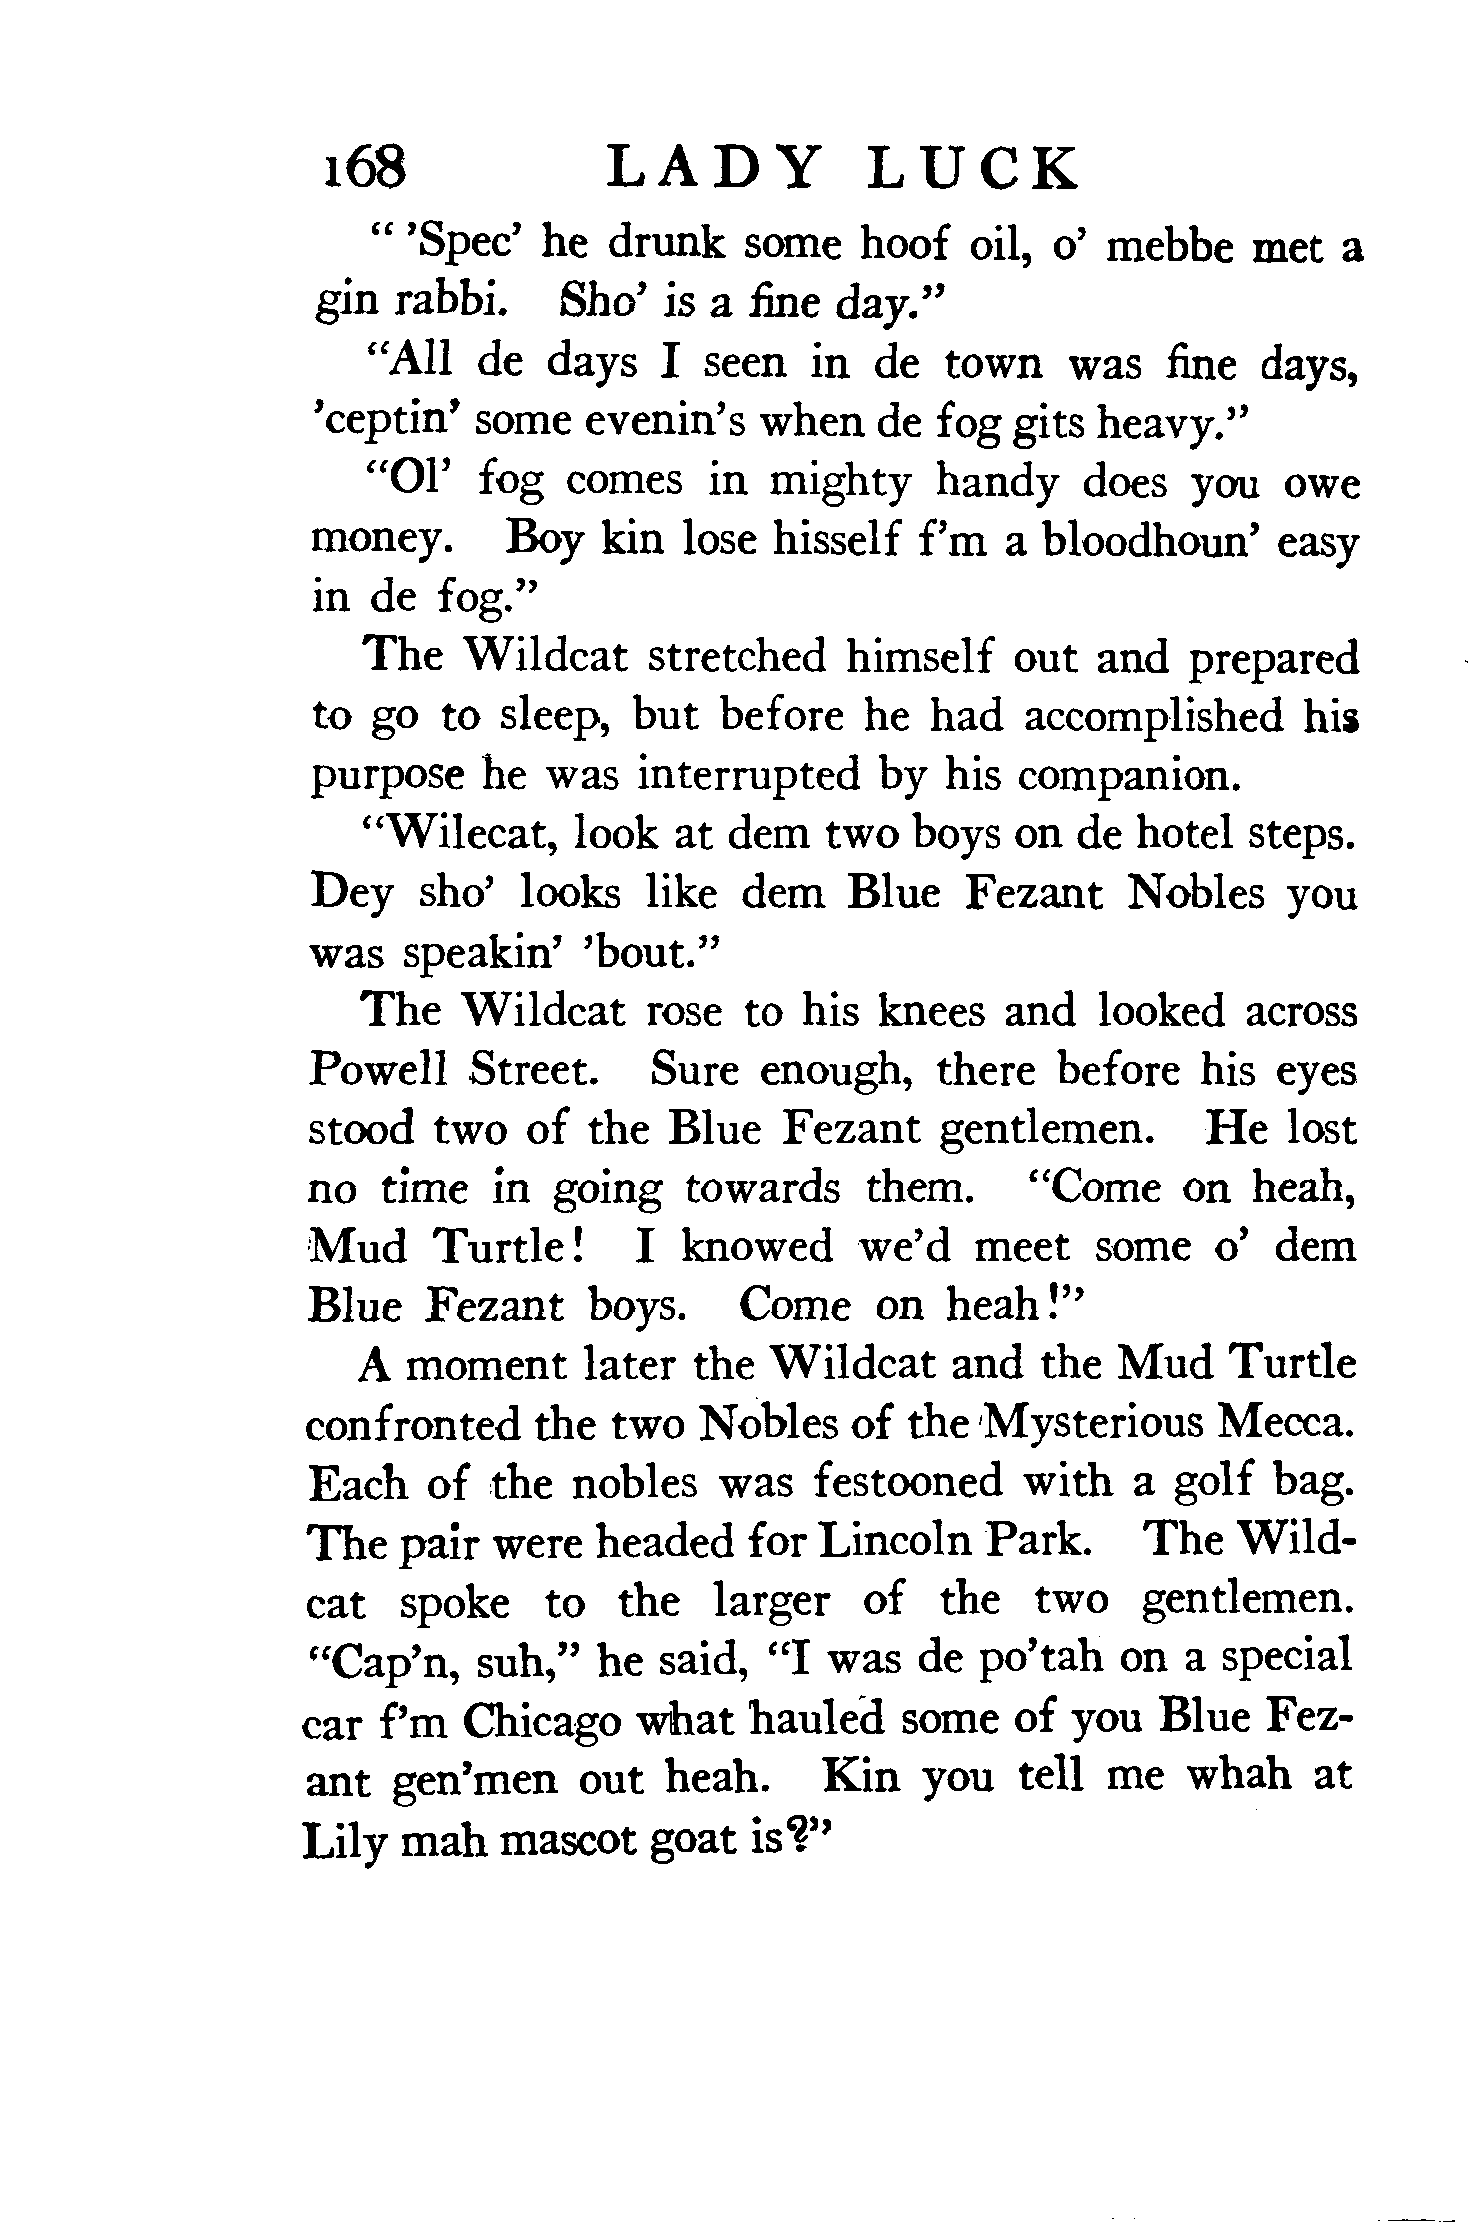 168 LADY LUCK
" 'Spec' he drunk some hoof oil, o' mebbe met a
gin rabbi. Sho' is a fine day."
"All de days I seen in de town was fine days,
'ceptin' some evenin's when de fog gits heavy."
"Ol' fog comes in mighty handy does you owe
money. Boy kin lose hisself f'm a bloodhoun' easy
in de fog."
The Wildcat stretched himself out and prepared
to go to sleep, but before he had accomplished his
purpose he was interrupted by his companion.
"Wilecat, look at dem two boys on de hotel steps.
Dey sho' looks like dem Blue Fezant Nobles you
was speakin' 'bout."
The Wildcat rose to his knees and looked across
Powell Street. Sure enough, there before his eyes
stood two of the Blue Fezant gentlemen. He lost
no time in going towards them. "Come on heah,
Mud Turtle! I knowed we'd meet some o' dem
Blue Fezant boys. Come on heah!"
A moment later the Wildcat and the Mud Turtle
confronted the two Nobles of the Mysterious Mecca.
Each of the nobles was festooned with a golf bag.
The pair were headed for Lincoln Park. The Wild-
cat spoke to the larger of the two gentlemen.
"Cap'n, suh," he said, "I was de po'tah on a special
car f'm Chicago what hauled some of you Blue Fez-
ant gen'men out heah. Kin you tell me whah at
Lily mah mascot goat is?"